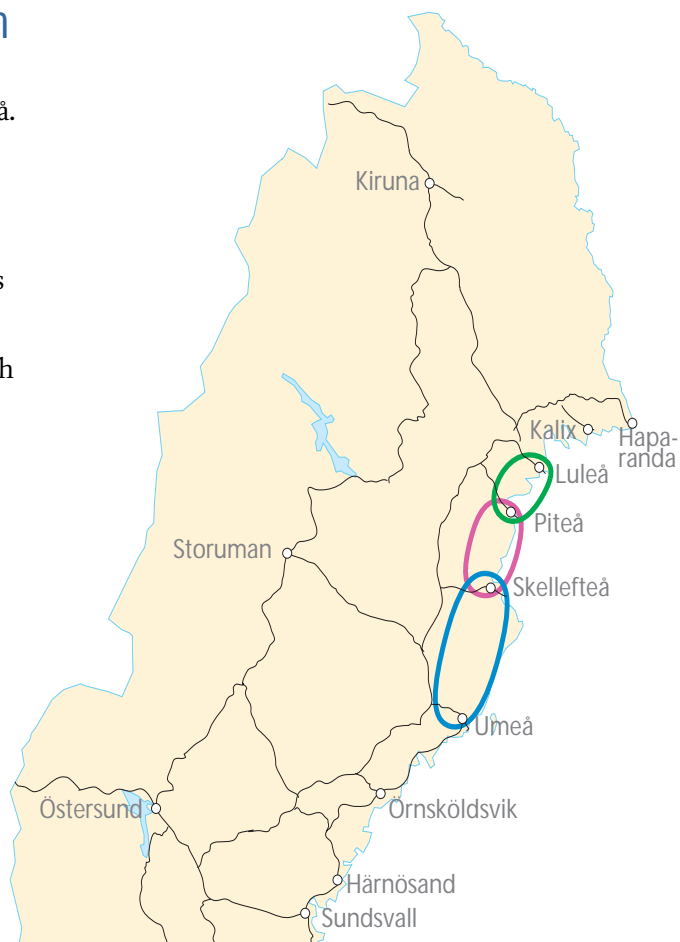 n
å.
s
h
Kiruna
Kalix
Hapa-
randa
Luleå
Piteå
Storuman
Skellefteå
Umeå
Östersund
Örnsköldsvik
Härnösand
Sundsvall